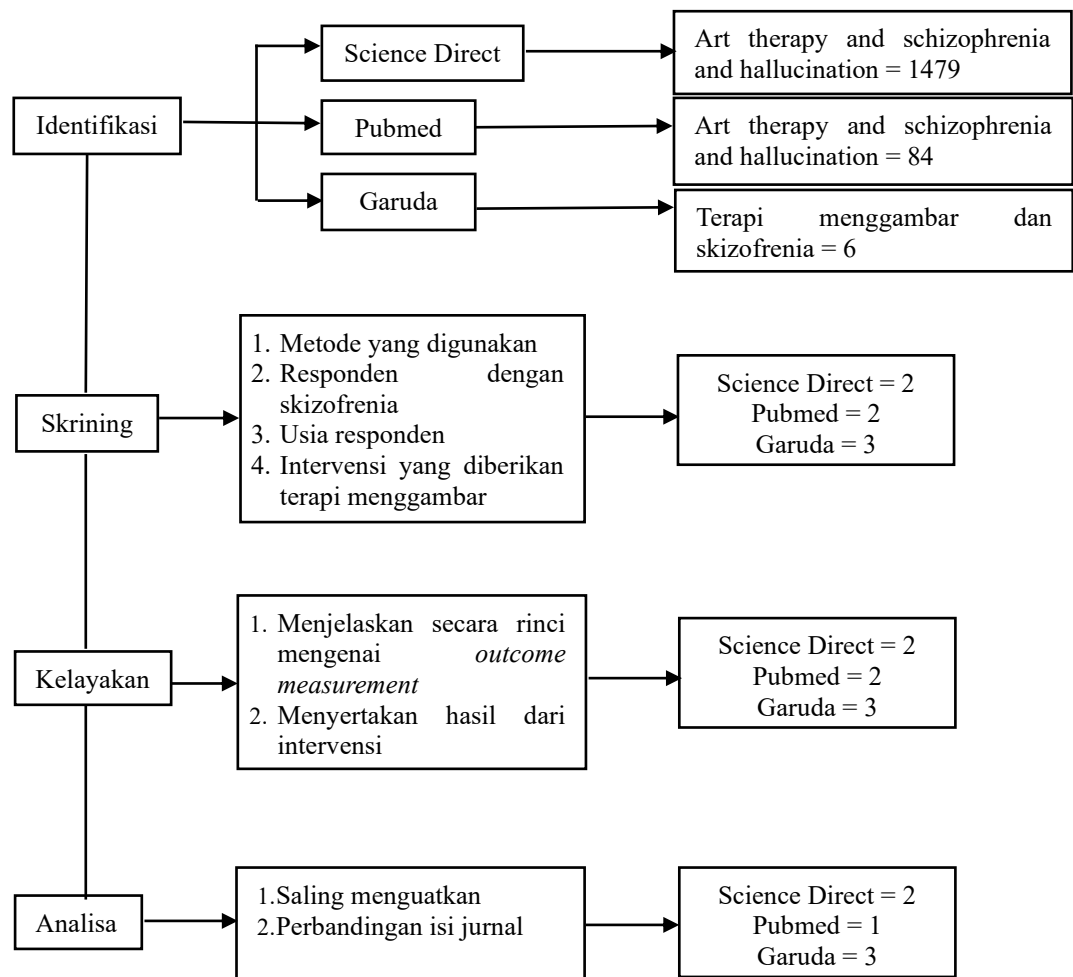 Identifikasi
Science Direct
Art therapy and schizophrenia
and hallucination = 1479
Pubmed
Art therapy and schizophrenia
and hallucination = 84
Garuda
Terapi menggambar dan
skizofrenia = 6
Skrining
1. Metode yang digunakan
2. Responden dengan
skizofrenia
3. Usia responden
4. Intervensi yang diberikan
terapi menggambar
Science Direct = 2
Pubmed = 2
Garuda = 3
Kelayakan
1. Menjelaskan secara rinci
mengenai outcome
measurement
2. Menyertakan hasil dari
intervensi
Science Direct = 2
Pubmed = 2
Garuda = 3
Analisa
1.Saling menguatkan
2.Perbandingan isi jurnal
Science Direct = 2
Pubmed = 1
Garuda = 3